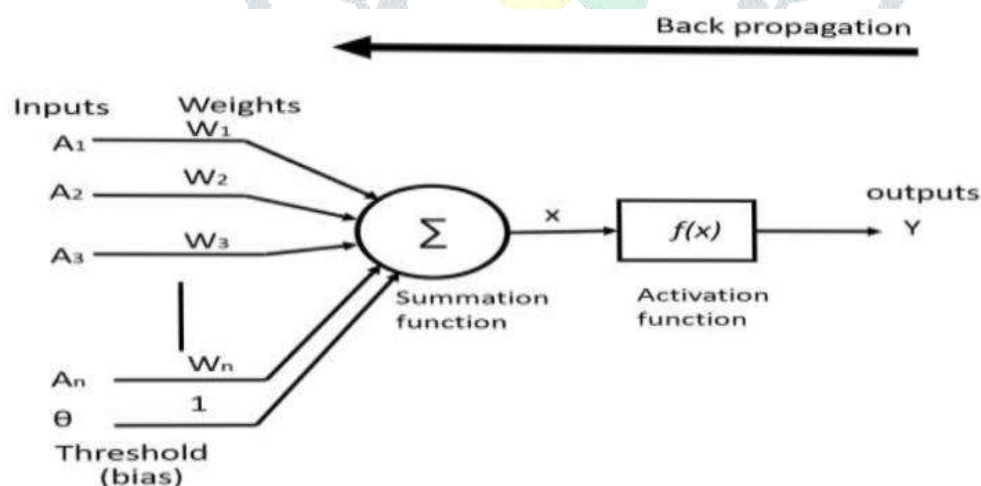 Back propagation
Inputs Weights
A₁ W₁
A₂ W₂
A₃ W₃
Σ x f(x) outputs
Y
Summation function
Activation function
Aₙ Wₙ
θ 1
Threshold
(bias)